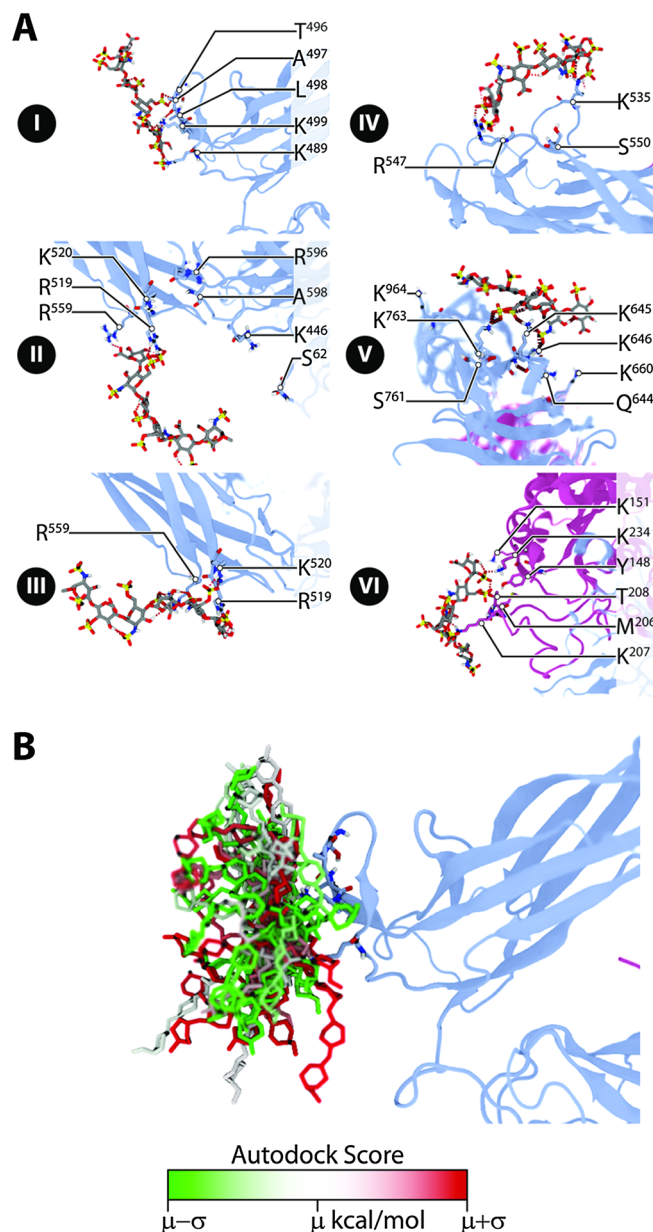 A
I
T496
A497
L498
K499
K489
IV
K535
S550
R547
II
K520
R519
R559
R596
A598
K446
S62
V
K964
K763
S761
K645
K646
K660
Q644
III
R559
K520
R519
VI
K151
K234
Y148
T208
M206
K207
B
Autodock Score
μ−σ μ kcal/mol μ+σ